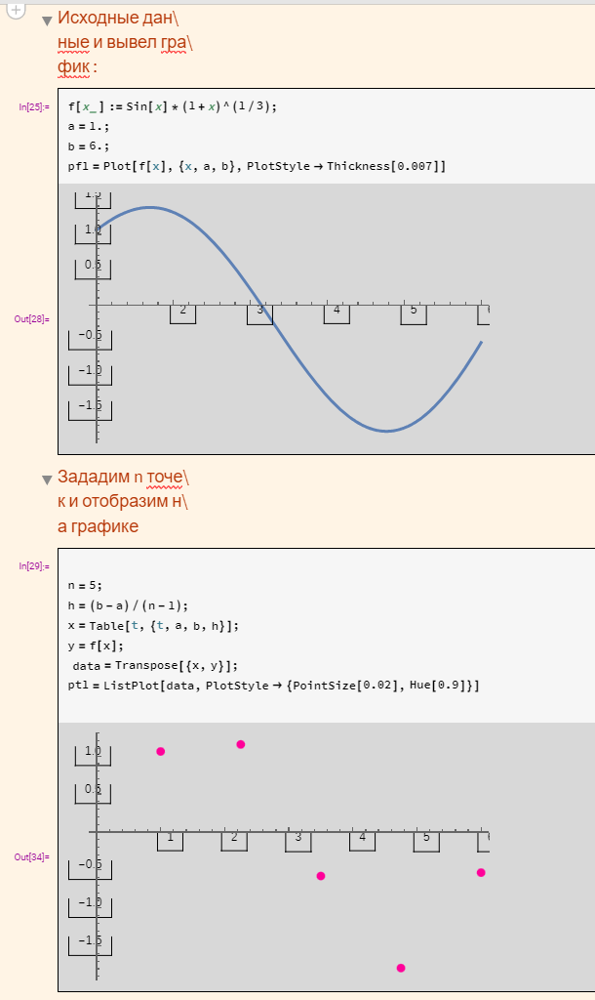 Исходные дан\
ные и вывел гра\
фик :
In[25]:=
f[x_] := Sin[x] * (1 + x) ^ (1 / 3);
a = 1.;
b = 6.;
pf1 = Plot[f[x], {x, a, b}, PlotStyle → Thickness[0.007]]
1.5
1.0
0.5
2 3 4 5 6
Out[28]=
-0.5
-1.0
-1.5
Зададим n точе\
к и отобразим н\
а графике
In[29]:=
n = 5;
h = (b - a) / (n - 1);
x = Table[t, {t, a, b, h}];
y = f[x];
data = Transpose[{x, y}];
pt1 = ListPlot[data, PlotStyle → {PointSize[0.02], Hue[0.9]}]
1.0
0.5
1 2 3 4 5 6
Out[34]=
-0.5
-1.0
-1.5